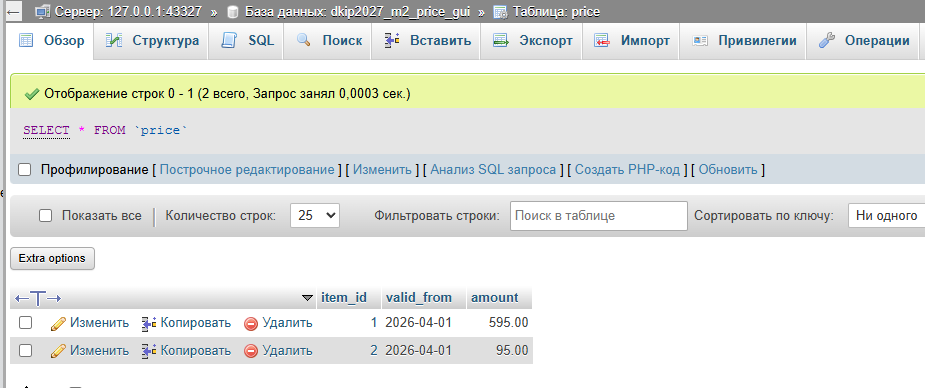 Сервер: 127.0.0.1:43327 » База данных: dkip2027_m2_price_gui » Таблица: price
Обзор Структура SQL Поиск Вставить Экспорт Импорт Привилегии Операции
Отображение строк 0 - 1 (2 всего, Запрос занял 0,0003 сек.)
SELECT * FROM `price`
Профилирование [ Построчное редактирование ] [ Изменить ] [ Анализ SQL запроса ] [ Создать PHP-код ] [ Обновить ]
Показать все Количество строк: 25 Фильтровать строки: Поиск в таблице Сортировать по ключу: Ни одного
Extra options
item_id valid_from amount
Изменить Копировать Удалить 1 2026-04-01 595.00
Изменить Копировать Удалить 2 2026-04-01 95.00